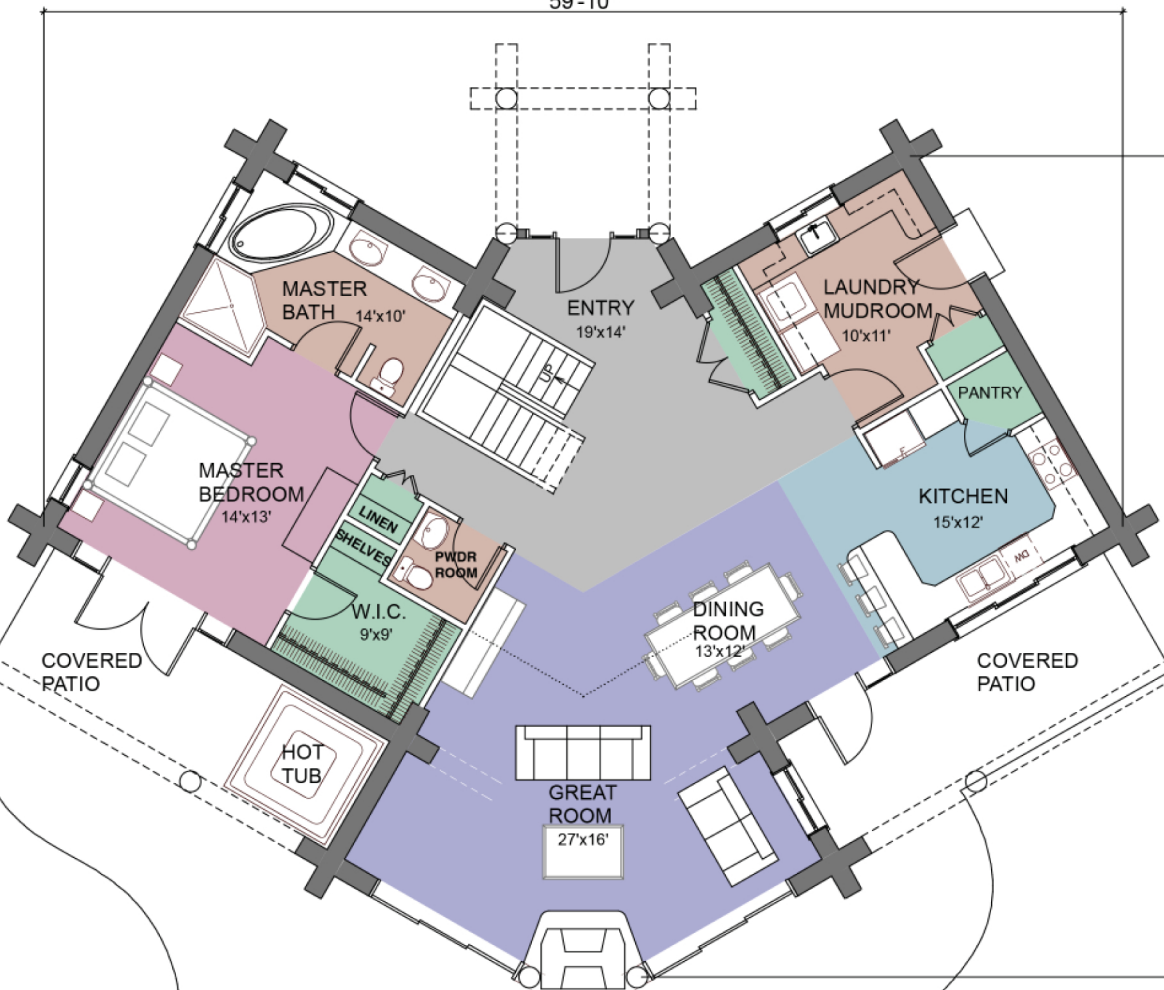 59'-10"
MASTER
BATH 14'x10'
ENTRY
19'x14'
LAUNDRY
MUDROOM
10'x11'
UP
PANTRY
MASTER
BEDROOM
14'x13'
LINEN
SHELVES
PWDR
ROOM
KITCHEN
15'x12'
DW
W.I.C.
9'x9'
DINING
ROOM
13'x12'
COVERED
PATIO
COVERED
PATIO
HOT
TUB
GREAT
ROOM
27'x16'